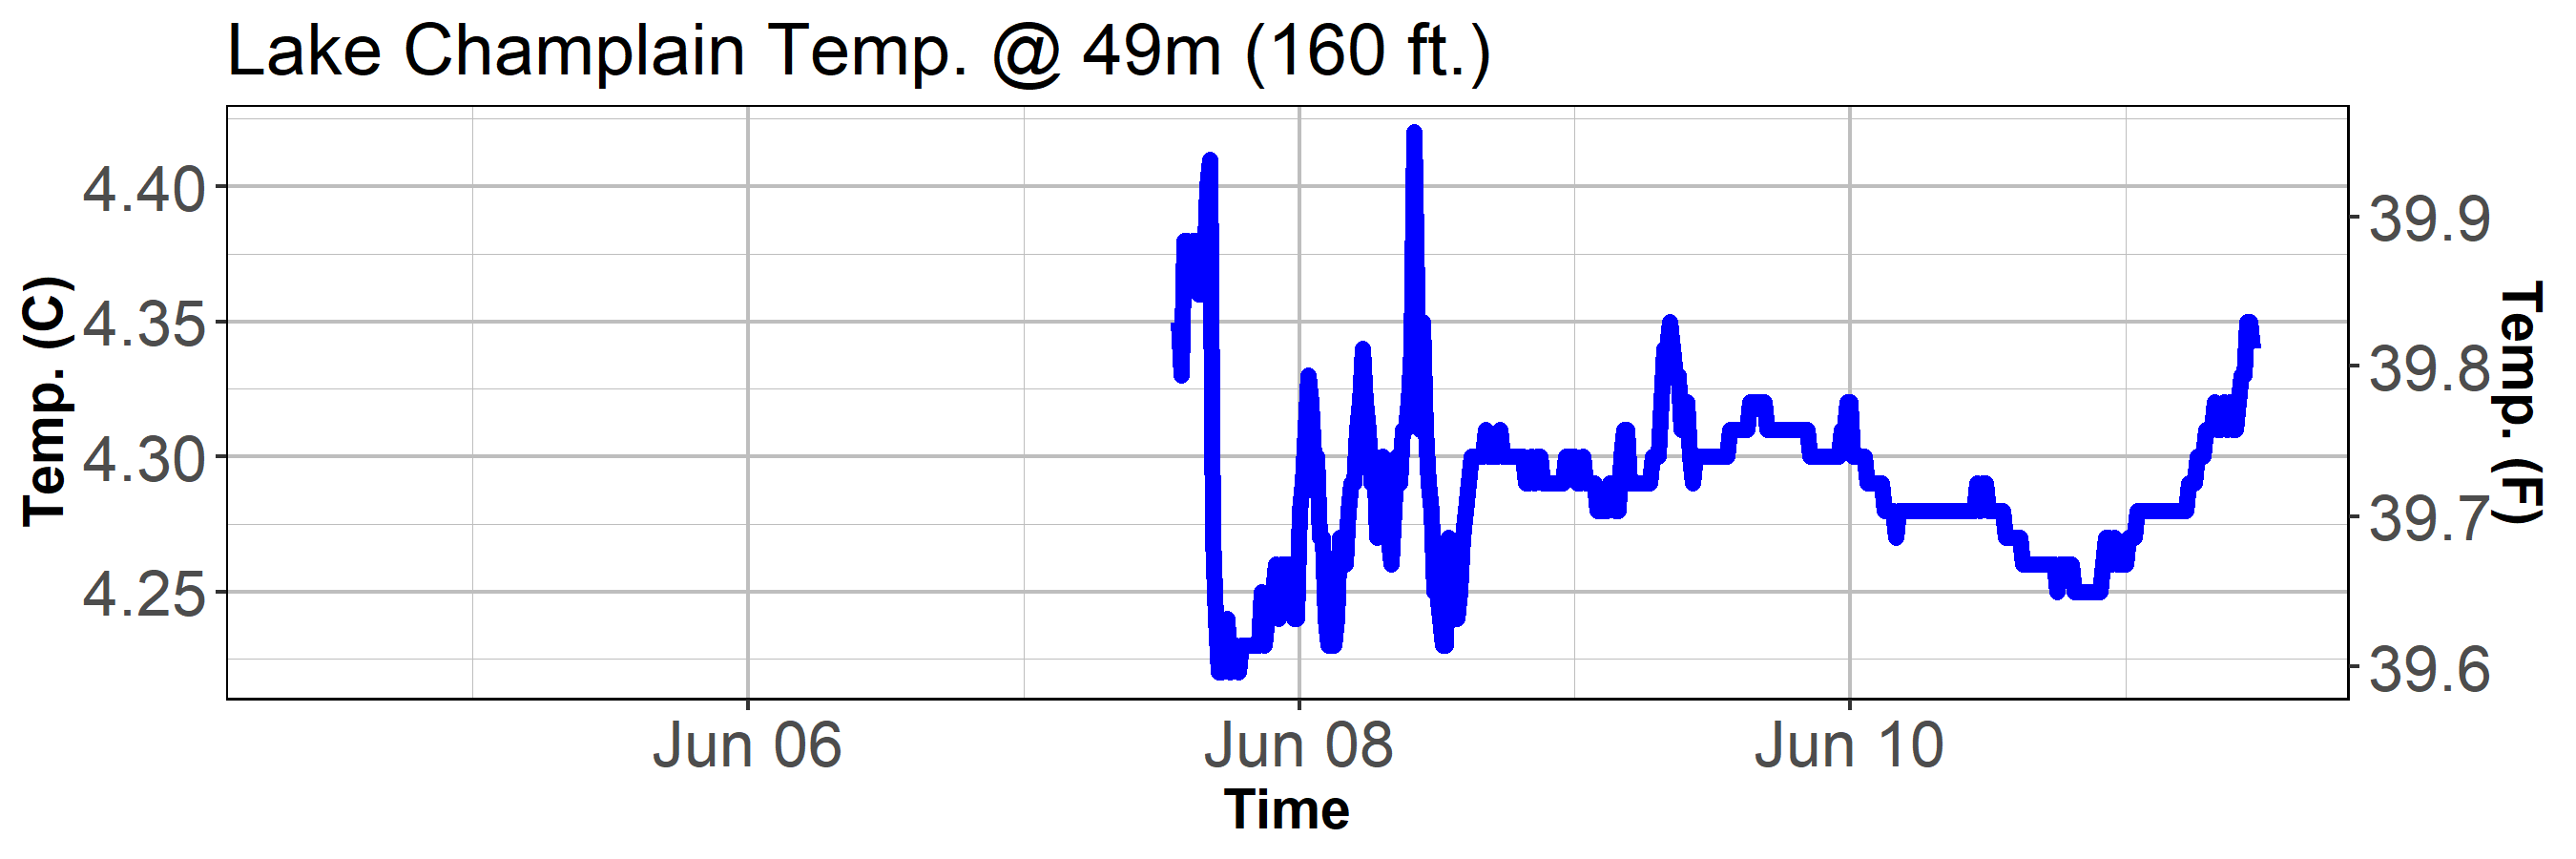 Lake Champlain Temp. @ 49m (160 ft.)
Temp. (C)
4.40
4.35
4.30
4.25
39.9
39.8
39.7
39.6
Temp. (F)
Jun 06
Jun 08
Jun 10
Time